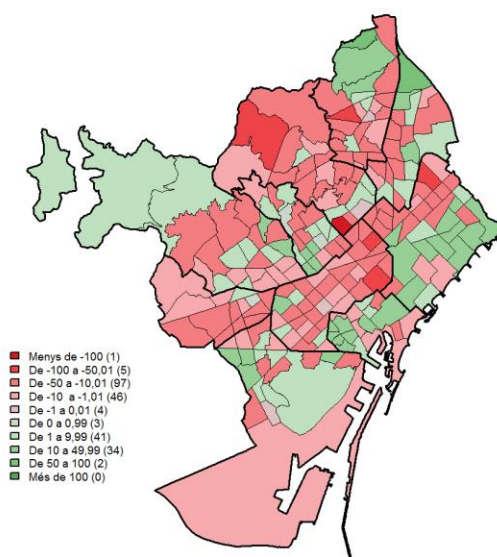 Menys de -100 (1)
De -100 a -50,01 (5)
De -50 a -10,01 (97)
De -10 a -1,01 (46)
De -1 a 0,01 (4)
De 0 a 0,99 (3)
De 1 a 9,99 (41)
De 10 a 49,99 (34)
De 50 a 100 (2)
Més de 100 (0)